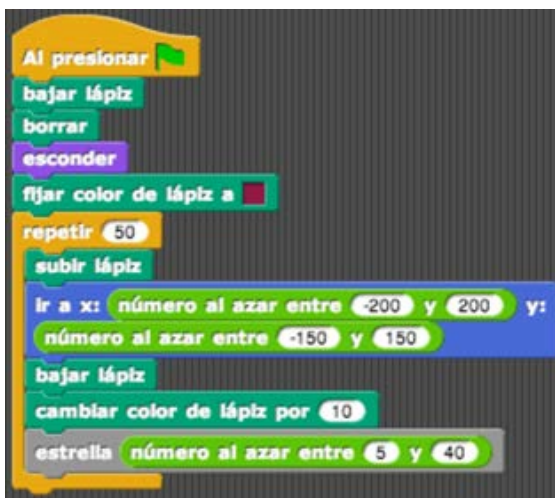 Al presionar
bajar lápiz
borrar
esconder
fijar color de lápiz a
repetir 50
subir lápiz
ir a x: número al azar entre -200 y 200 y:
número al azar entre -150 y 150
bajar lápiz
cambiar color de lápiz por 10
estrella número al azar entre 5 y 40